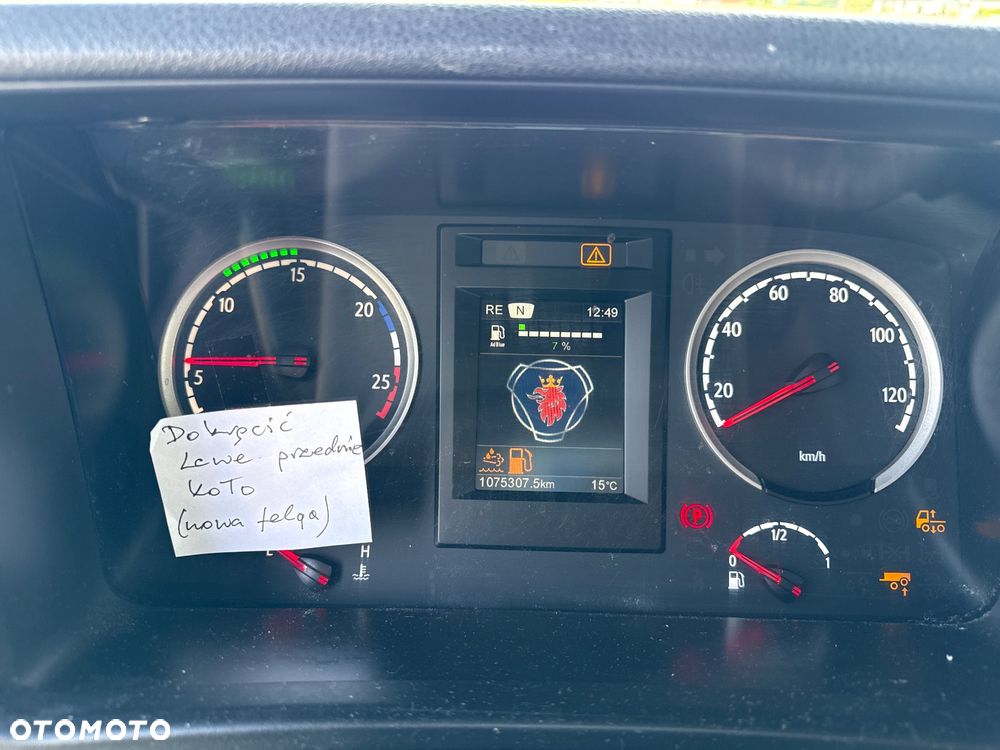 RE N 12:49
AdBlue
7 %
1075307.5km 15°C
5 10 15 20 25
20 40 60 80 100 120
km/h
Dokręcić
Lewe przednie
koło
(nowa felga)
H
0 1/2 1
P
OTOMOTO